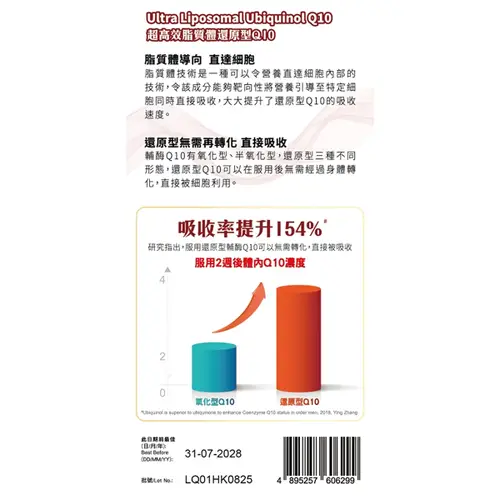 Ultra Liposomal Ubiquinol Q10
超高效脂質體還原型Q10
脂質體導向 直達細胞
脂質體技術是一種可以令營養直達細胞內部的
技術，令該成分能夠靶向性將營養引導至特定細
胞同時直接吸收，大大提升了還原型Q10的吸收
速度。
還原型無需再轉化 直接吸收
輔酶Q10有氧化型、半氧化型，還原型三種不同
形態，還原型Q10可以在服用後無需經過身體轉
化，直接被細胞利用。
吸收率提升154%#
研究指出，服用還原型輔酶Q10可以無需轉化，直接被吸收
服用2週後體內Q10濃度
4
2
0
氧化型Q10
還原型Q10
#Ubiquinol is superior to ubiquinone to enhance Coenzyme Q10 status in older men, 2018, Ying Zhang
此日期前最佳
(日/月/年):
Best Before
(DD/MM/YY):
31-07-2028
批號/Lot No.:
LQ01HK0825
4 895257 606299